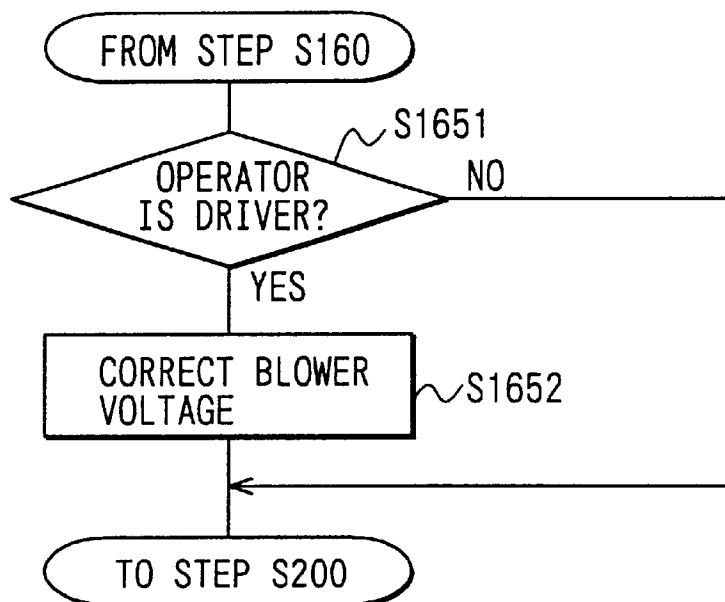 FROM STEP S160
S1651
OPERATOR
IS DRIVER?
NO
YES
CORRECT BLOWER
VOLTAGE
S1652
TO STEP S200